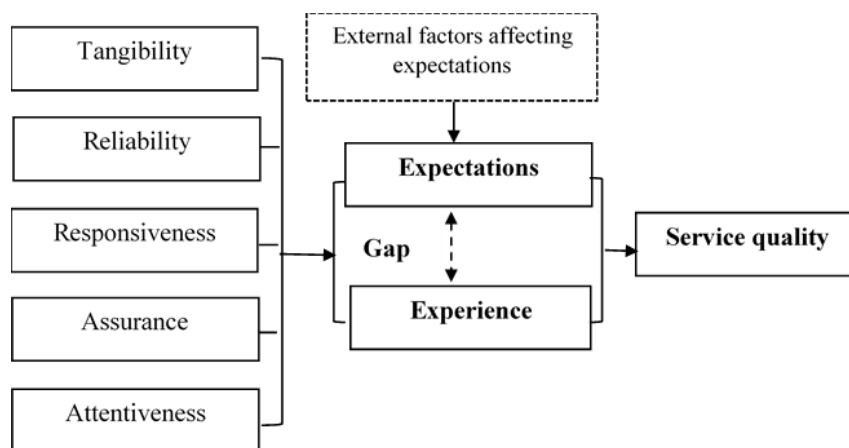 Tangibility
Reliability
Responsiveness
Assurance
Attentiveness
External factors affecting
expectations
Expectations
Gap
Experience
Service quality